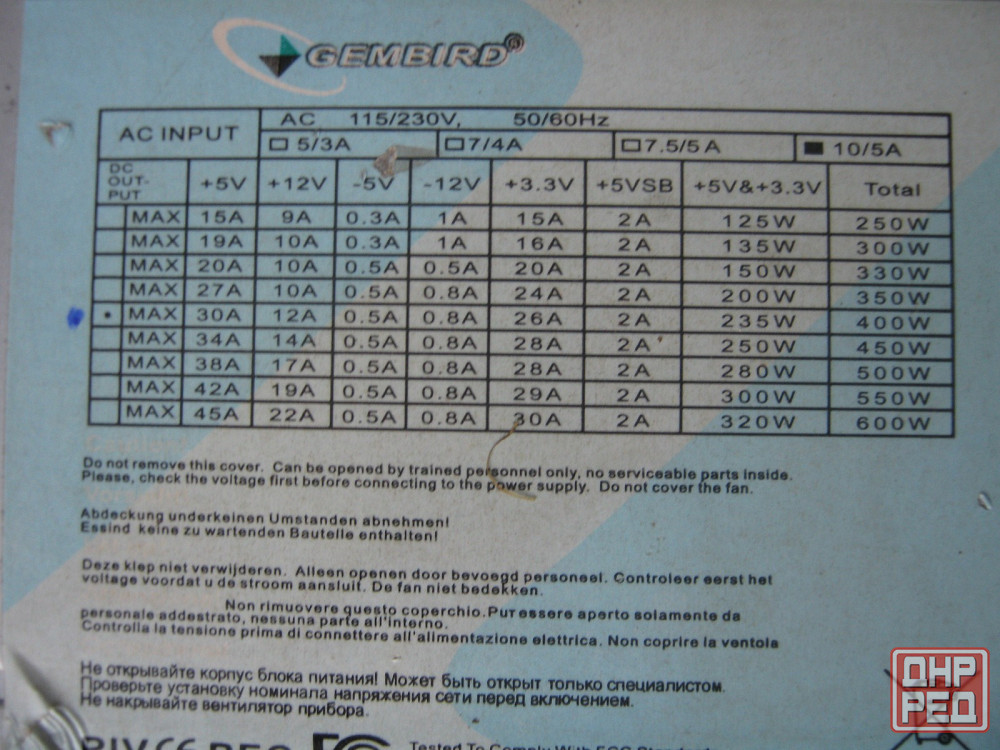 GEMBIRD®
AC INPUT AC 115/230V, 50/60Hz
5/3A 7/4A 7.5/5A 10/5A
DC OUT-PUT +5V +12V -5V -12V +3.3V +5VSB +5V&+3.3V Total
MAX 15A 9A 0.3A 1A 15A 2A 125W 250W
MAX 19A 10A 0.3A 1A 16A 2A 135W 300W
MAX 20A 10A 0.5A 0.5A 20A 2A 150W 330W
MAX 27A 10A 0.5A 0.8A 24A 2A 200W 350W
• MAX 30A 12A 0.5A 0.8A 26A 2A 235W 400W
MAX 34A 14A 0.5A 0.8A 28A 2A 250W 450W
MAX 38A 17A 0.5A 0.8A 28A 2A 280W 500W
MAX 42A 19A 0.5A 0.8A 29A 2A 300W 550W
MAX 45A 22A 0.5A 0.8A 30A 2A 320W 600W
Do not remove this cover. Can be opened by trained personnel only, no serviceable parts inside.
Please, check the voltage first before connecting to the power supply. Do not cover the fan.
Abdeckung underkeinen Umstanden abnehmen!
Essind keine zu wartenden Bautelle enthalten!
Deze klep niet verwijderen. Alleen openen door bevoegd personeel. Controleer eerst het
voltage voordat u de stroom aansluit. De fan niet bedekken.
Non rimuovere questo coperchio.Pur essere aperto solamente da
personale addestrato, nessuna parte all'interno.
Controlla la tensione prima di connettere all'alimentazione elettrica. Non coprire la ventola
Не открывайте корпус блока питания! Может быть открыт только специалистом.
Проверьте установку номинала напряжения сети перед включением.
Не накрывайте вентилятор прибора.
Tested To Comply With FCC Standards
ДНР
РЕД